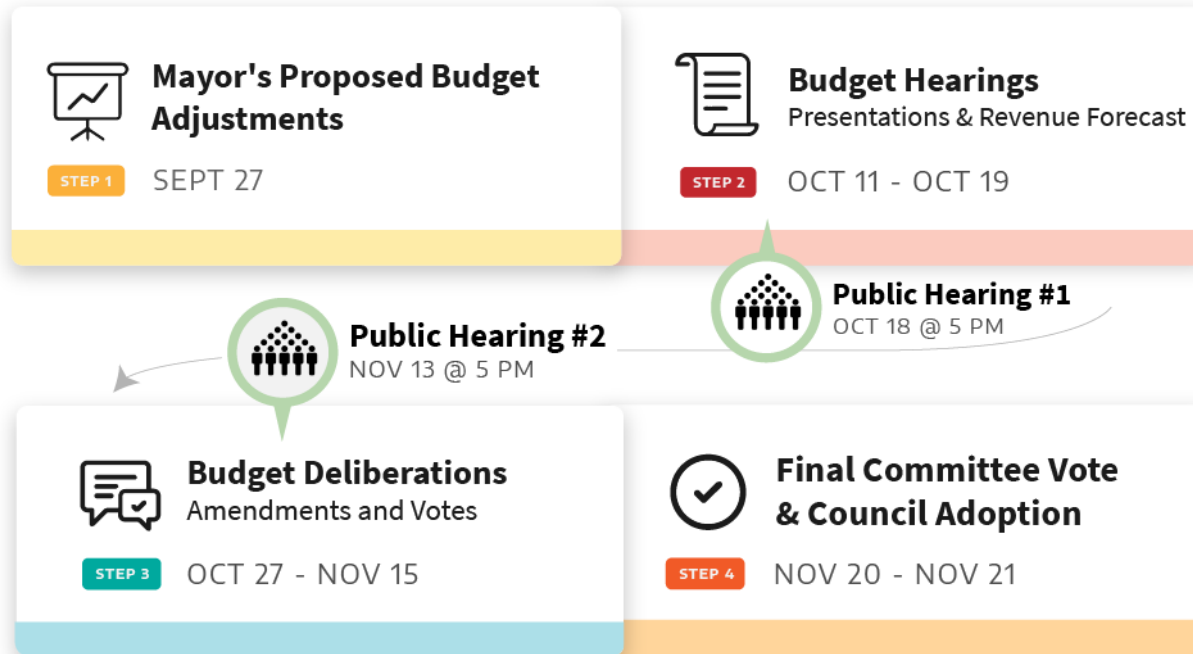 Mayor's Proposed Budget
Adjustments
STEP 1
SEPT 27
Budget Hearings
Presentations & Revenue Forecast
STEP 2
OCT 11 - OCT 19
Public Hearing #1
OCT 18 @ 5 PM
Public Hearing #2
NOV 13 @ 5 PM
Budget Deliberations
Amendments and Votes
STEP 3
OCT 27 - NOV 15
Final Committee Vote
& Council Adoption
STEP 4
NOV 20 - NOV 21